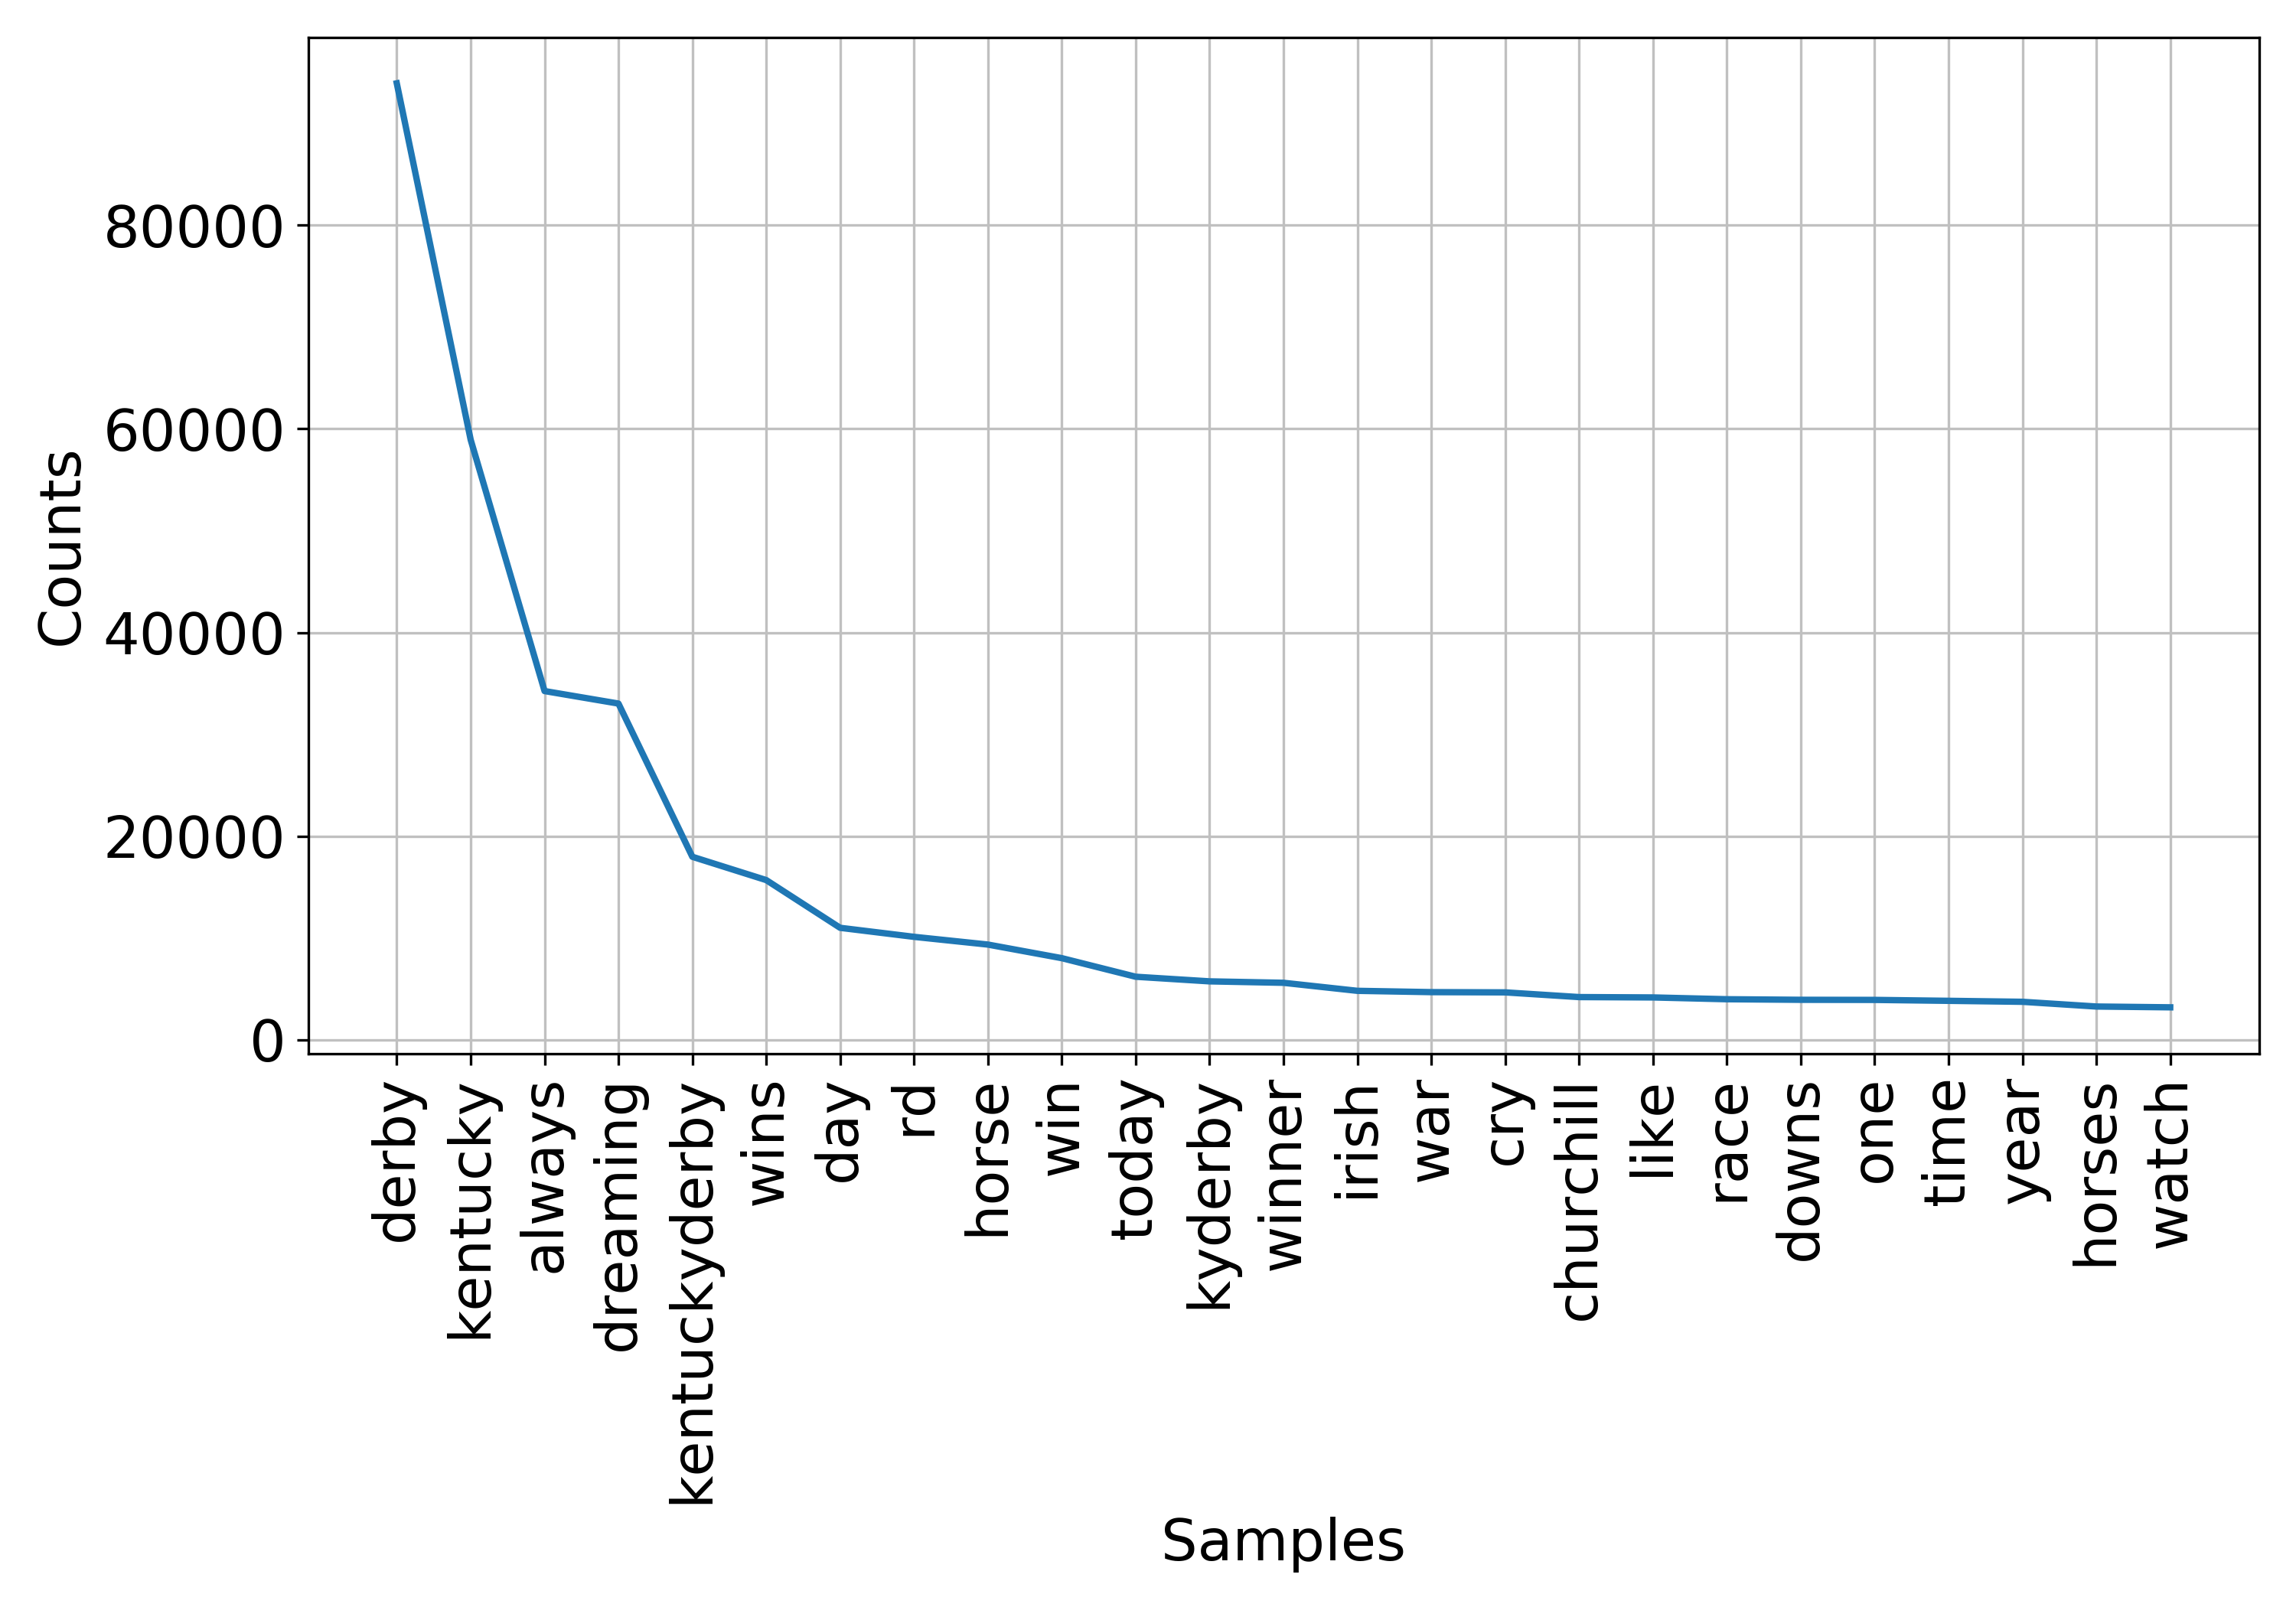 80000
60000
40000
20000
0
Counts
derby
kentucky
always
dreaming
kentuckyderby
wins
day
rd
horse
win
today
kyderby
winner
irish
war
cry
churchill
like
race
downs
one
time
year
horses
watch
Samples